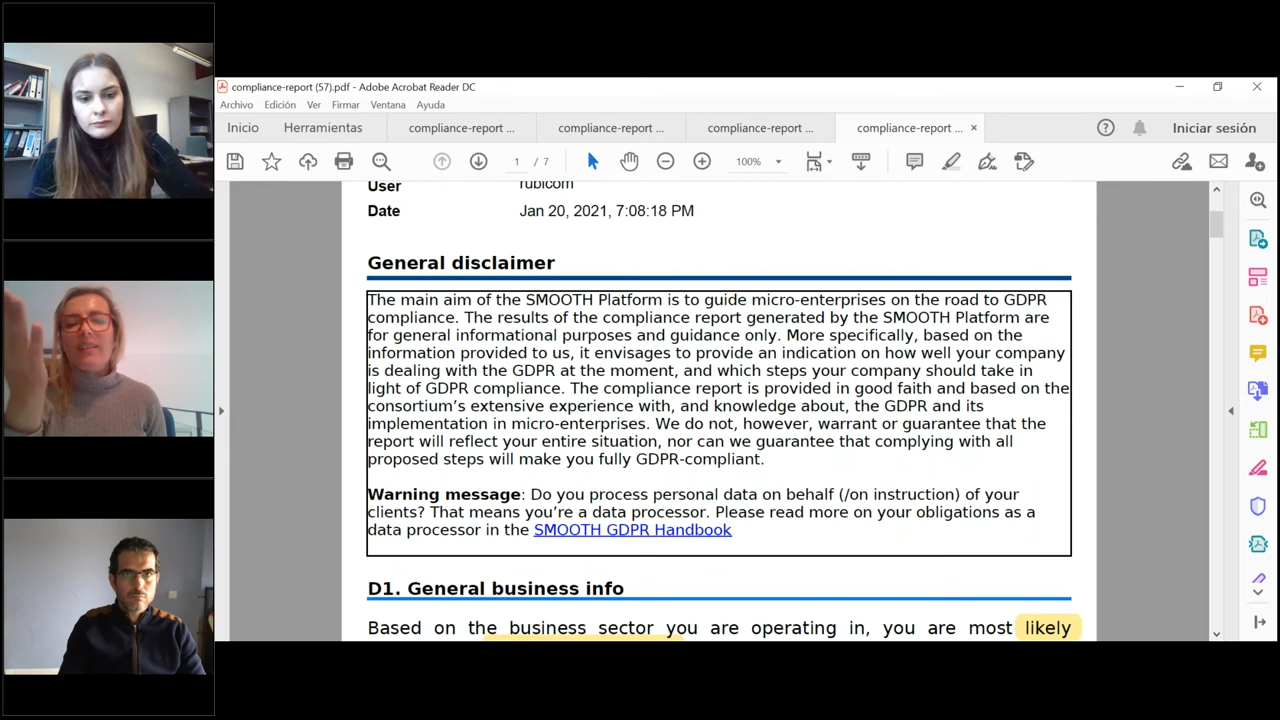 compliance-report (57).pdf - Adobe Acrobat Reader DC
Archivo Edición Ver Firmar Ventana Ayuda
Inicio Herramientas compliance-report ... compliance-report ... compliance-report ... compliance-report ... ×
Iniciar sesión
1 / 7 100%
User rubicom
Date Jan 20, 2021, 7:08:18 PM
General disclaimer
The main aim of the SMOOTH Platform is to guide micro-enterprises on the road to GDPR
compliance. The results of the compliance report generated by the SMOOTH Platform are
for general informational purposes and guidance only. More specifically, based on the
information provided to us, it envisages to provide an indication on how well your company
is dealing with the GDPR at the moment, and which steps your company should take in
light of GDPR compliance. The compliance report is provided in good faith and based on the
consortium’s extensive experience with, and knowledge about, the GDPR and its
implementation in micro-enterprises. We do not, however, warrant or guarantee that the
report will reflect your entire situation, nor can we guarantee that complying with all
proposed steps will make you fully GDPR-compliant.
Warning message: Do you process personal data on behalf (/on instruction) of your
clients? That means you’re a data processor. Please read more on your obligations as a
data processor in the SMOOTH GDPR Handbook
D1. General business info
Based on the business sector you are operating in, you are most likely